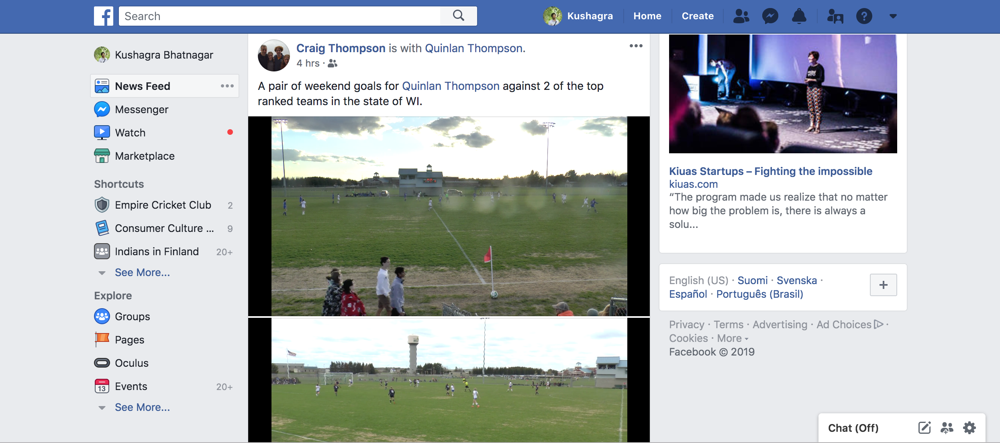 Search
Kushagra
Home
Create
Kushagra Bhatnagar
News Feed
Messenger
Watch
Marketplace
Shortcuts
Empire Cricket Club 2
Consumer Culture ... 9
Indians in Finland 20+
See More...
Explore
Groups
Pages
Oculus
13 Events 20+
See More...
Craig Thompson is with Quinlan Thompson.
4 hrs ·
A pair of weekend goals for Quinlan Thompson against 2 of the top
ranked teams in the state of WI.
Kiuas Startups – Fighting the impossible
kiuas.com
“The program made us realize that no matter
how big the problem is, there is always a
solu...
English (US) · Suomi · Svenska ·
Español · Português (Brasil)
Privacy · Terms · Advertising · Ad Choices ·
Cookies · More
Facebook © 2019
Chat (Off)